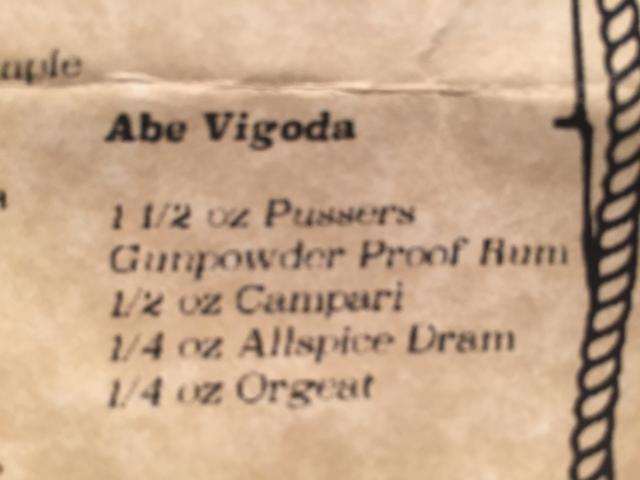 Abe Vigoda
1 1/2 oz Pussers
Gunpowder Proof Rum
1/2 oz Campari
1/4 oz Allspice Dram
1/4 oz Orgeat